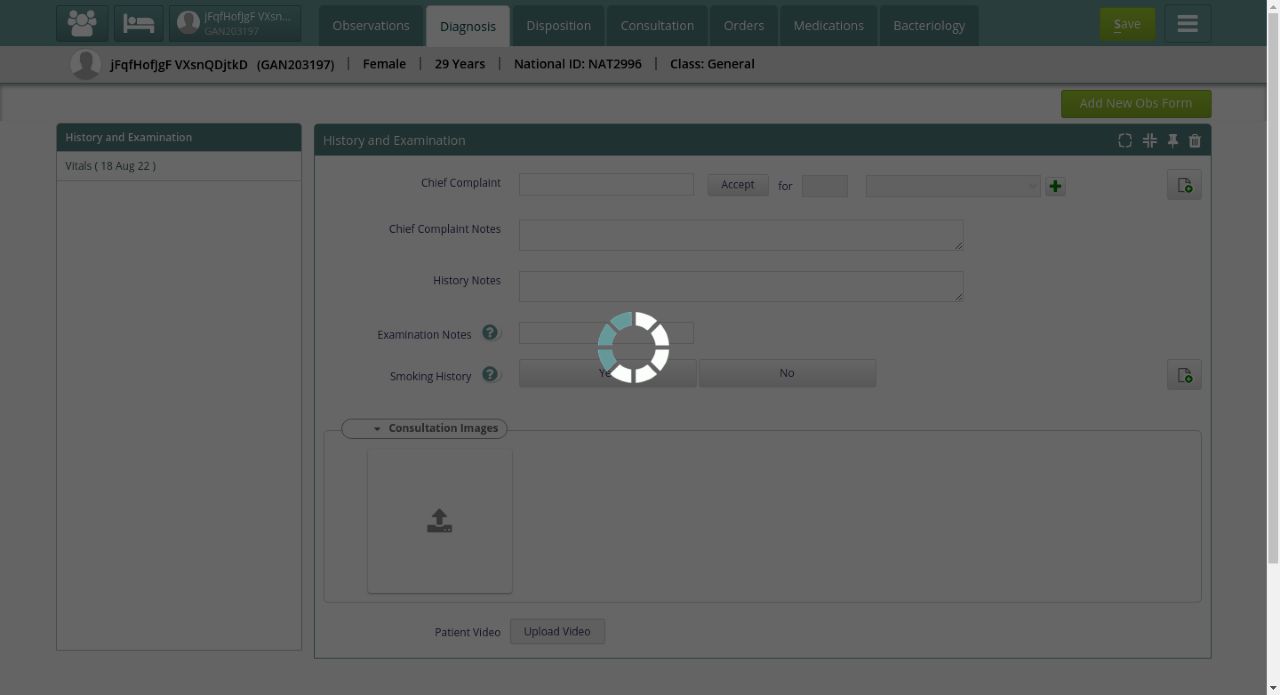 jFqfHofJgF VXsn...
GAN203197
Observations
Diagnosis
Disposition
Consultation
Orders
Medications
Bacteriology
Save
jFqfHofJgF VXsnQDjtkD (GAN203197) | Female | 29 Years | National ID: NAT2996 | Class: General
Add New Obs Form
History and Examination
Vitals ( 18 Aug 22 )
History and Examination
Chief Complaint
Accept
for
Chief Complaint Notes
History Notes
Examination Notes ?
Smoking History ?
No
Consultation Images
Patient Video
Upload Video